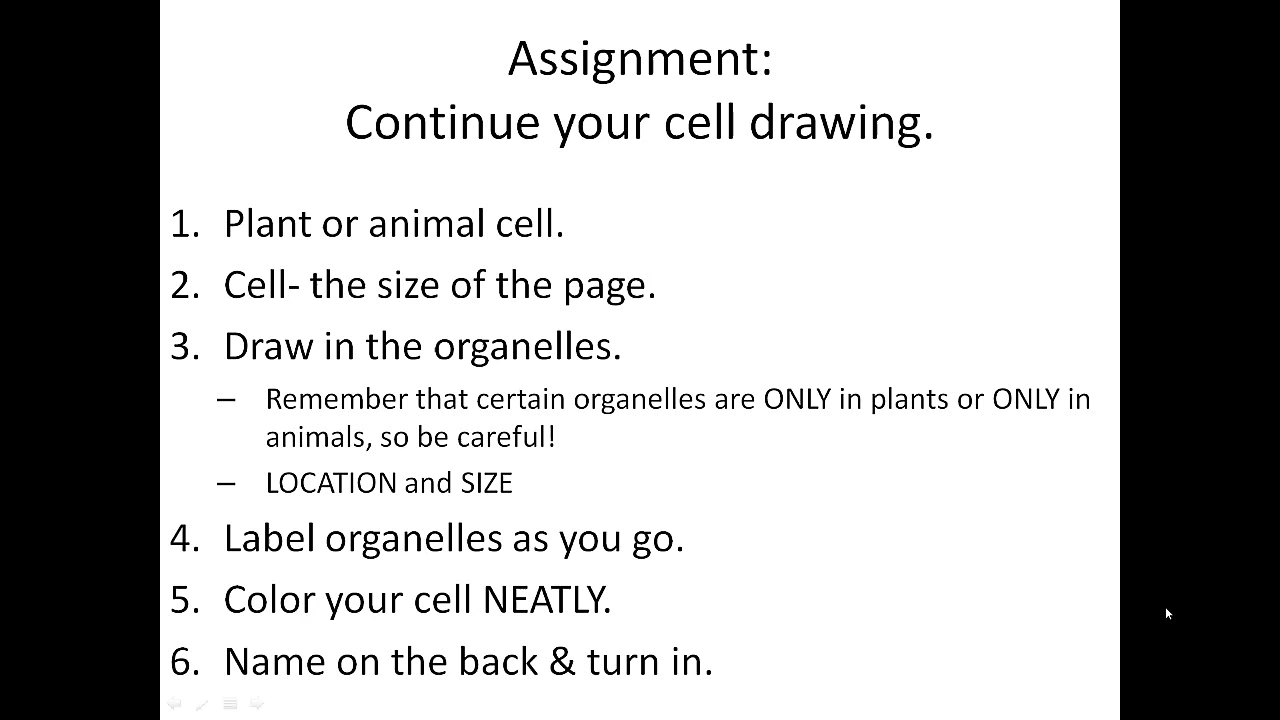 Assignment:
Continue your cell drawing.
1. Plant or animal cell.
2. Cell- the size of the page.
3. Draw in the organelles.
– Remember that certain organelles are ONLY in plants or ONLY in
animals, so be careful!
– LOCATION and SIZE
4. Label organelles as you go.
5. Color your cell NEATLY.
6. Name on the back & turn in.